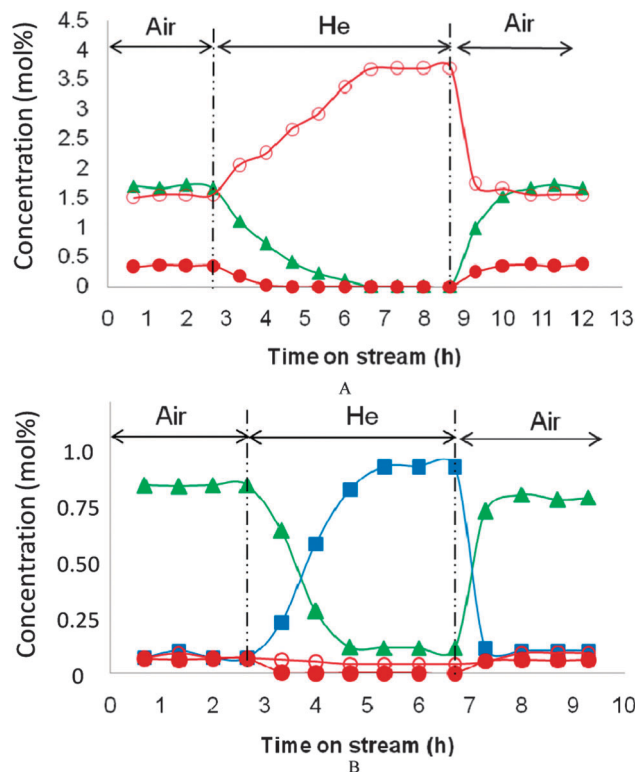 Air He Air
Concentration (mol%)
4.5
4
3.5
3
2.5
2
1.5
1
0.5
0
0 1 2 3 4 5 6 7 8 9 10 11 12 13
Time on stream (h)
A
Air He Air
Concentration (mol%)
1.0
0.75
0.50
0.25
0
0 1 2 3 4 5 6 7 8 9 10
Time on stream (h)
B